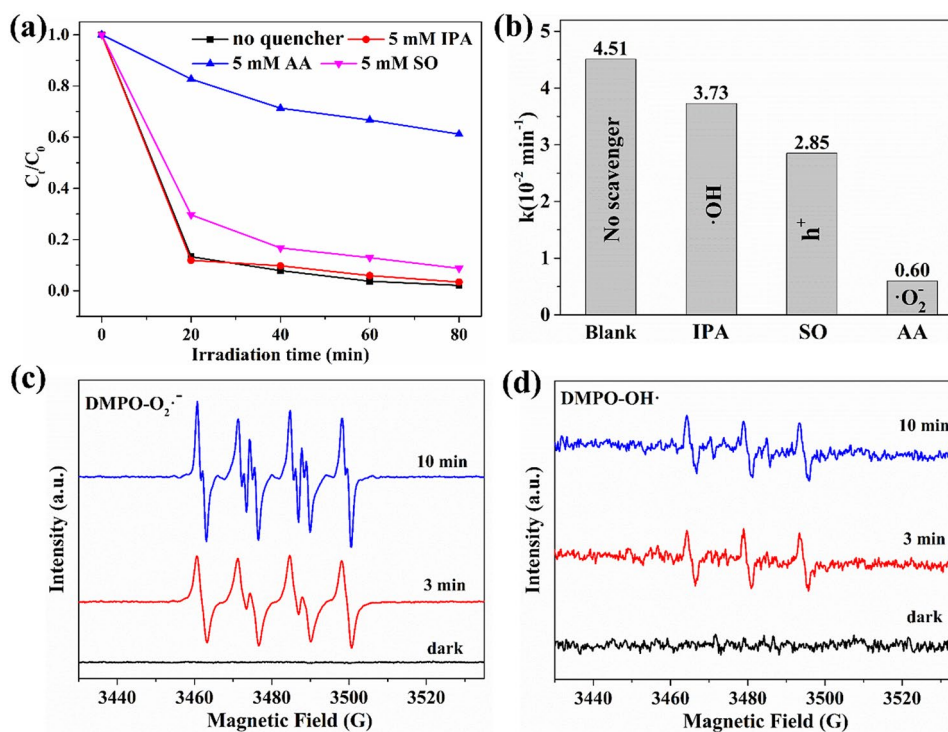 (a)
no quencher 5 mM IPA
5 mM AA 5 mM SO
Cₜ/C₀
1.0
0.8
0.6
0.4
0.2
0.0
0 20 40 60 80
Irradiation time (min)
(b)
k(10⁻² min⁻¹)
5
4
3
2
1
0
4.51
3.73
2.85
0.60
No scavenger
·OH
h⁺
·O₂⁻
Blank IPA SO AA
(c)
DMPO-O₂·⁻
10 min
3 min
dark
Intensity (a.u.)
3440 3460 3480 3500 3520
Magnetic Field (G)
(d)
DMPO-OH·
10 min
3 min
dark
Intensity (a.u.)
3440 3460 3480 3500 3520
Magnetic Field (G)